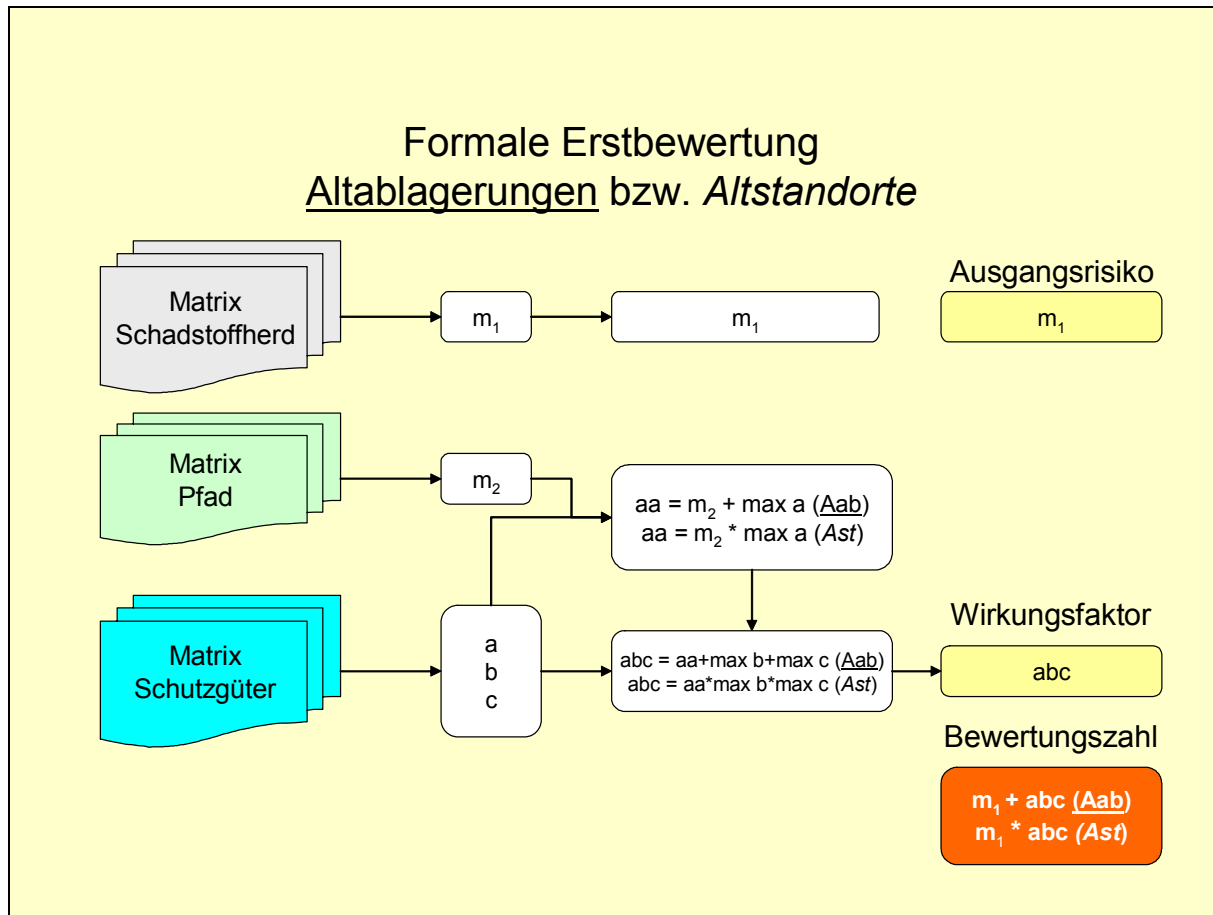 Formale Erstbewertung
Altablagerungen bzw. Altstandorte
Matrix
Schadstoffherd
m₁
m₁
Ausgangsrisiko
m₁
Matrix
Pfad
m₂
aa = m₂ + max a (Aab)
aa = m₂ * max a (Ast)
Matrix
Schutzgüter
a
b
c
abc = aa+max b+max c (Aab)
abc = aa*max b*max c (Ast)
Wirkungsfaktor
abc
Bewertungszahl
m₁ + abc (Aab)
m₁ * abc (Ast)